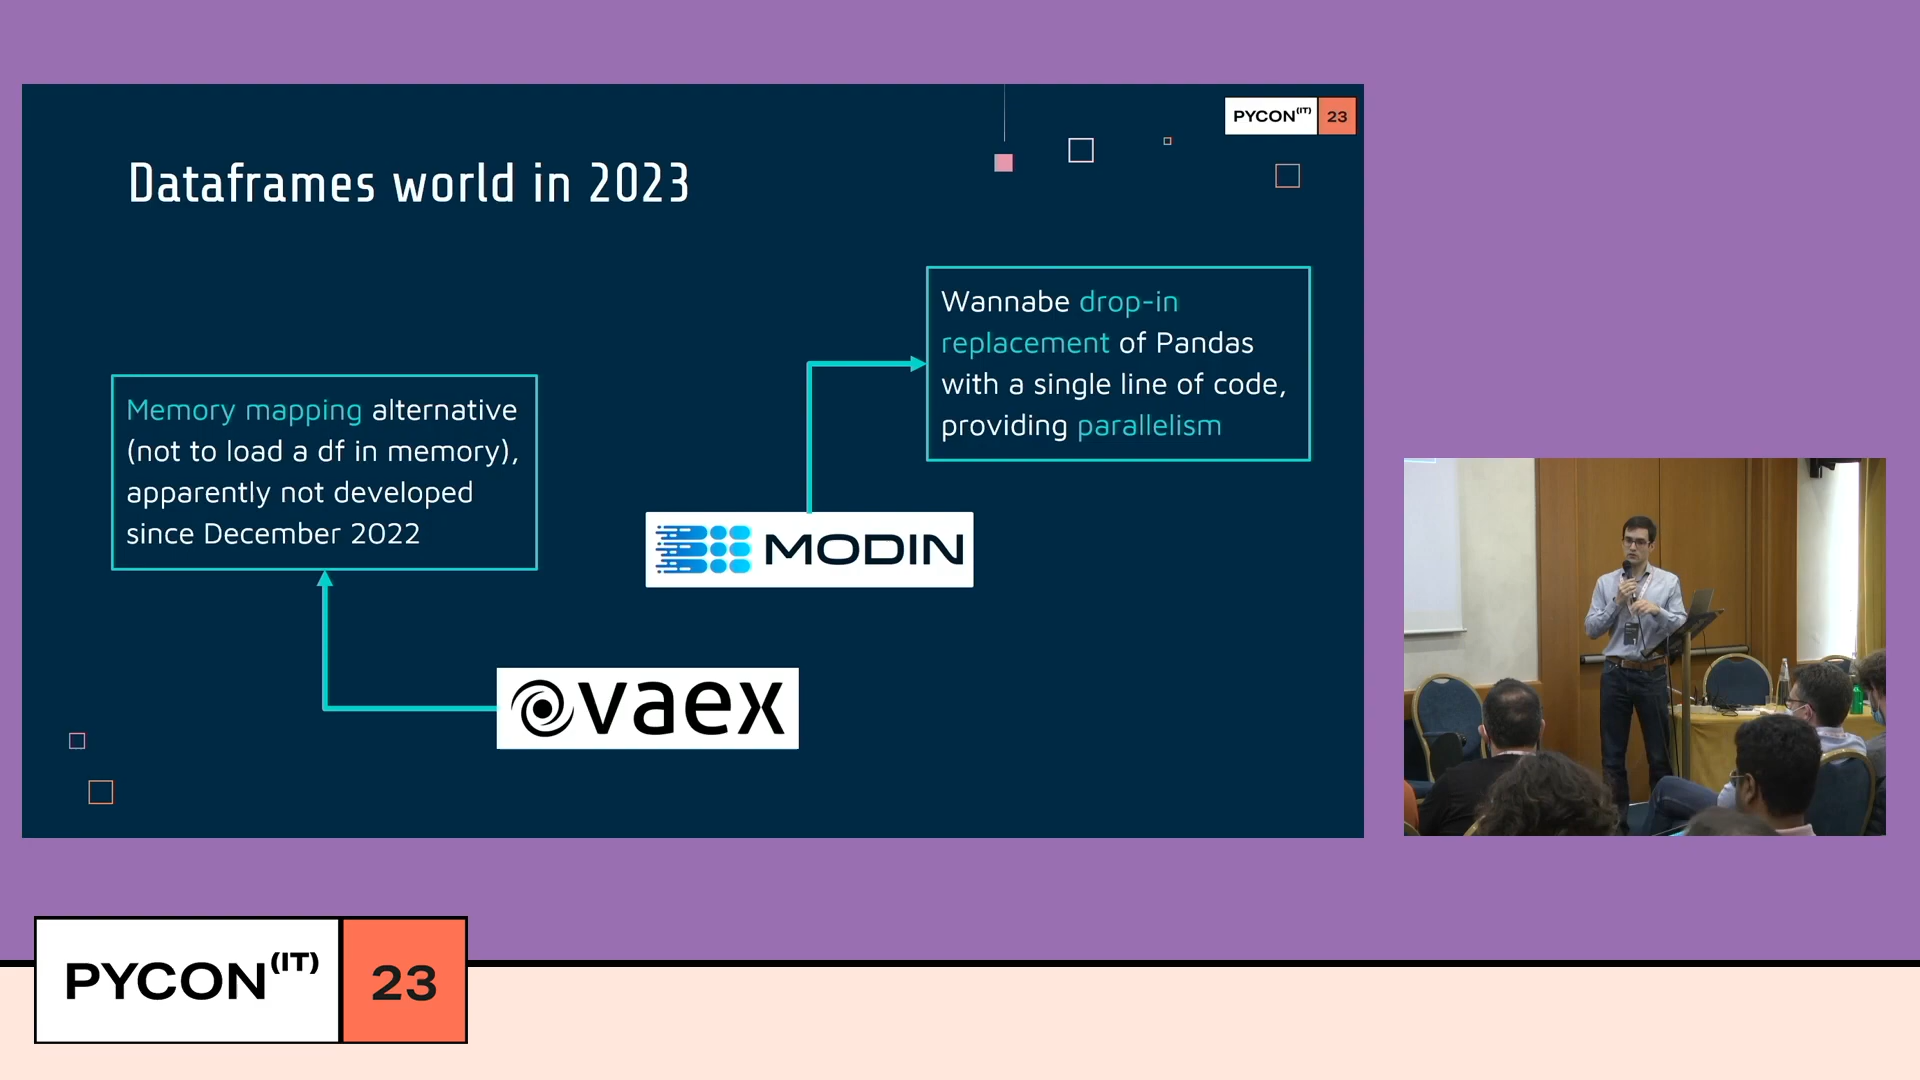 PYCON(IT) 23
Dataframes world in 2023
Wannabe drop-in
replacement of Pandas
with a single line of code,
providing parallelism
Memory mapping alternative
(not to load a df in memory),
apparently not developed
since December 2022
MODIN
vaex
PYCON(IT) 23